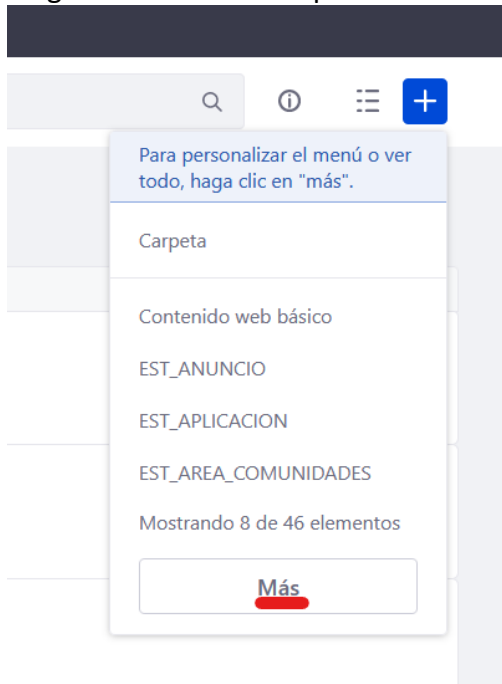 Para personalizar el menú o ver
todo, haga clic en "más".
Carpeta
Contenido web básico
EST_ANUNCIO
EST_APLICACION
EST_AREA_COMUNIDADES
Mostrando 8 de 46 elementos
Más